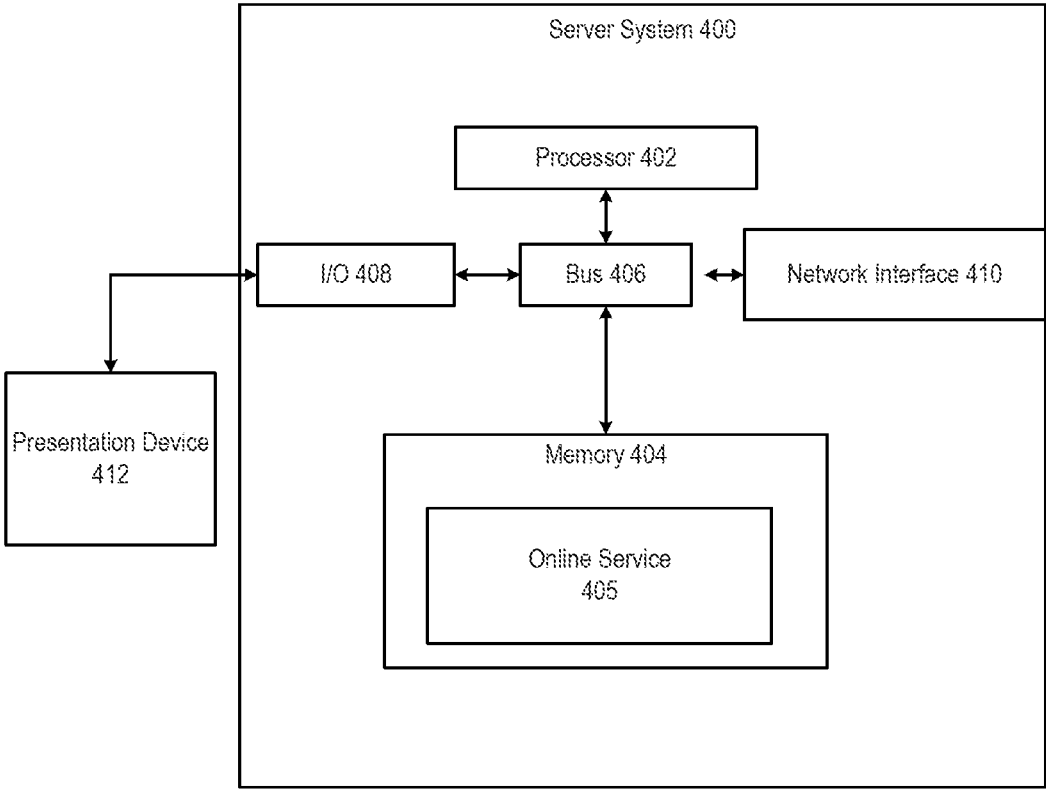 Server System 400
Processor 402
I/O 408
Bus 406
Network Interface 410
Presentation Device
412
Memory 404
Online Service
405